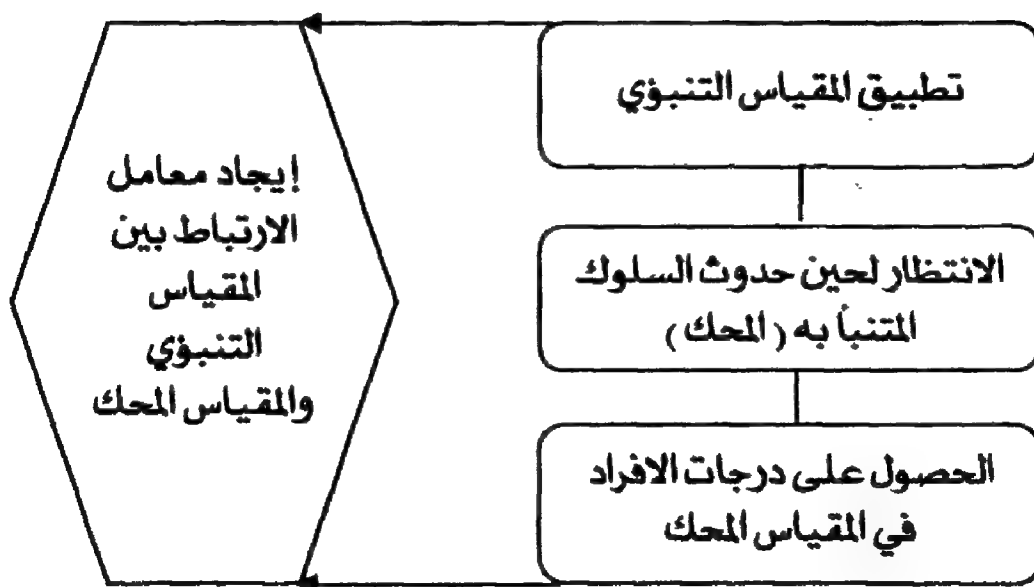 تطبيق المقياس التنبؤي
الانتظار لحين حدوث السلوك
المتنبأ به (المحك)
الحصول على درجات الافراد
في المقياس المحك
إيجاد معامل
الارتباط بين
المقياس
التنبؤي
والمقياس المحك